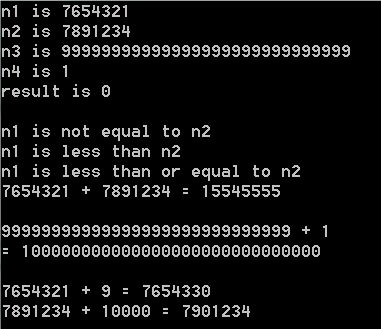 n1 is 7654321
n2 is 7891234
n3 is 99999999999999999999999999999
n4 is 1
result is 0
n1 is not equal to n2
n1 is less than n2
n1 is less than or equal to n2
7654321 + 7891234 = 15545555
99999999999999999999999999999 + 1
= 100000000000000000000000000000
7654321 + 9 = 7654330
7891234 + 10000 = 7901234